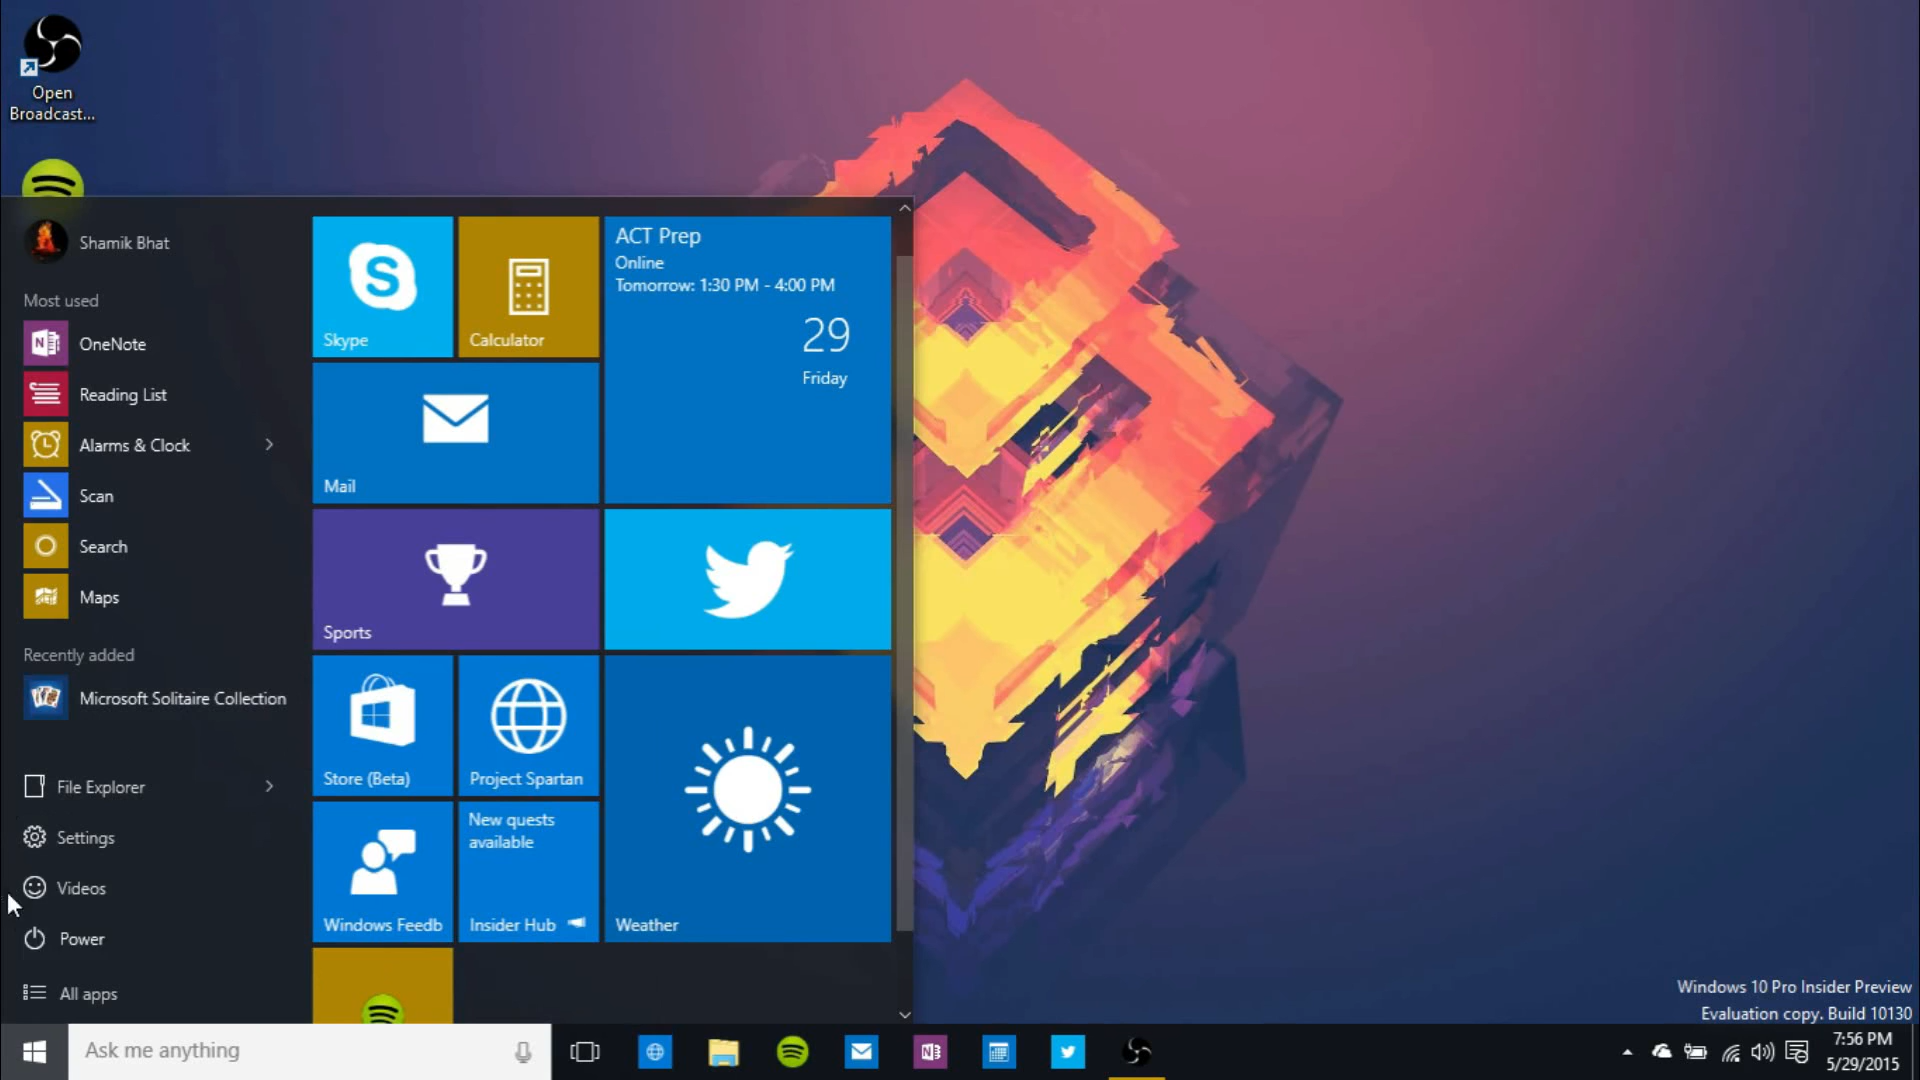 Open
Broadcast...
Shamik Bhat
Most used
OneNote
Reading List
Alarms & Clock
Scan
Search
Maps
Recently added
Microsoft Solitaire Collection
File Explorer
Settings
Videos
Power
All apps
Skype
Calculator
ACT Prep
Online
Tomorrow: 1:30 PM - 4:00 PM
29
Friday
Mail
Sports
Store (Beta)
Project Spartan
Windows Feedb
New quests
available
Insider Hub
Weather
Windows 10 Pro Insider Preview
Evaluation copy. Build 10130
Ask me anything
7:56 PM
5/29/2015